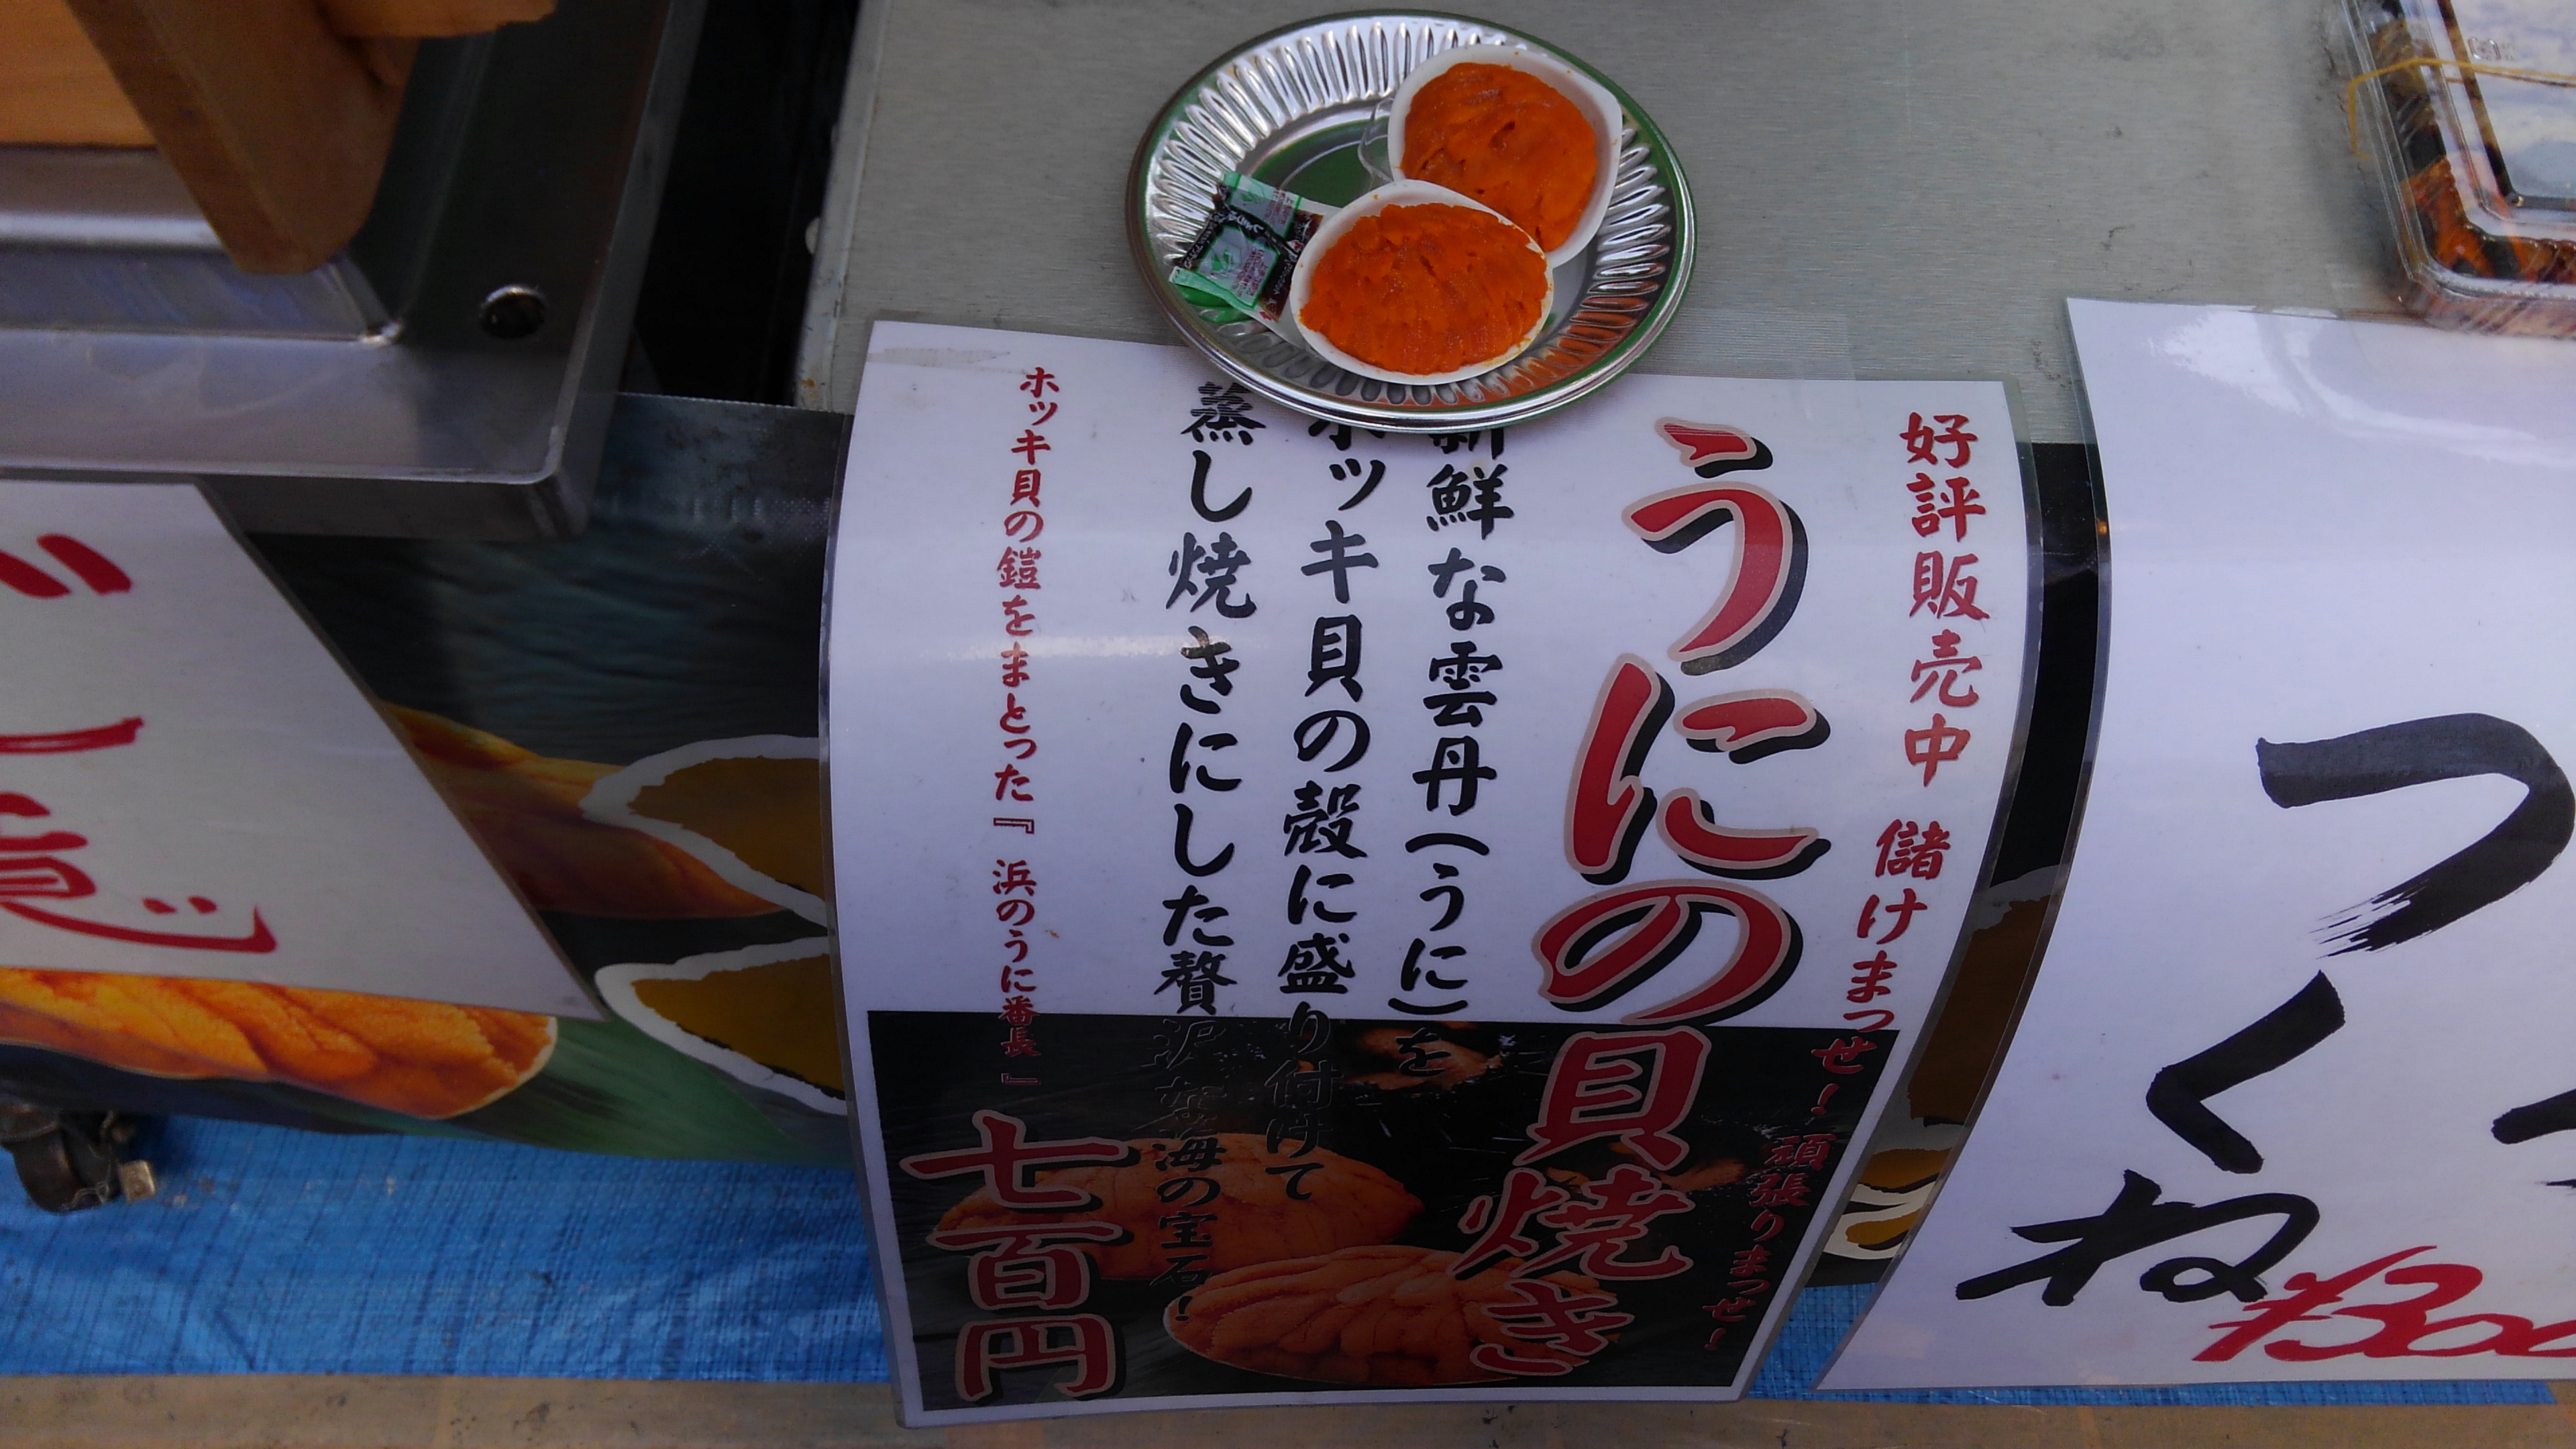 好評販売中 儲けまっせ！頑張りまっせ！
うにの貝焼き
新鮮な雲丹(うに)を
ホッキ貝の殻に盛り付けて
蒸し焼きにした贅沢な海の宝石！
ホッキ貝の鎧をまとった『浜のうに番長』
七百円
つくね
¥300